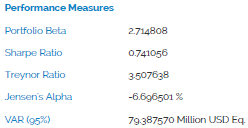 Performance Measures
Portfolio Beta 2.714808
Sharpe Ratio 0.741056
Treynor Ratio 3.507638
Jensen's Alpha -6.696501 %
VAR (95%) 79.387570 Million USD Eq.